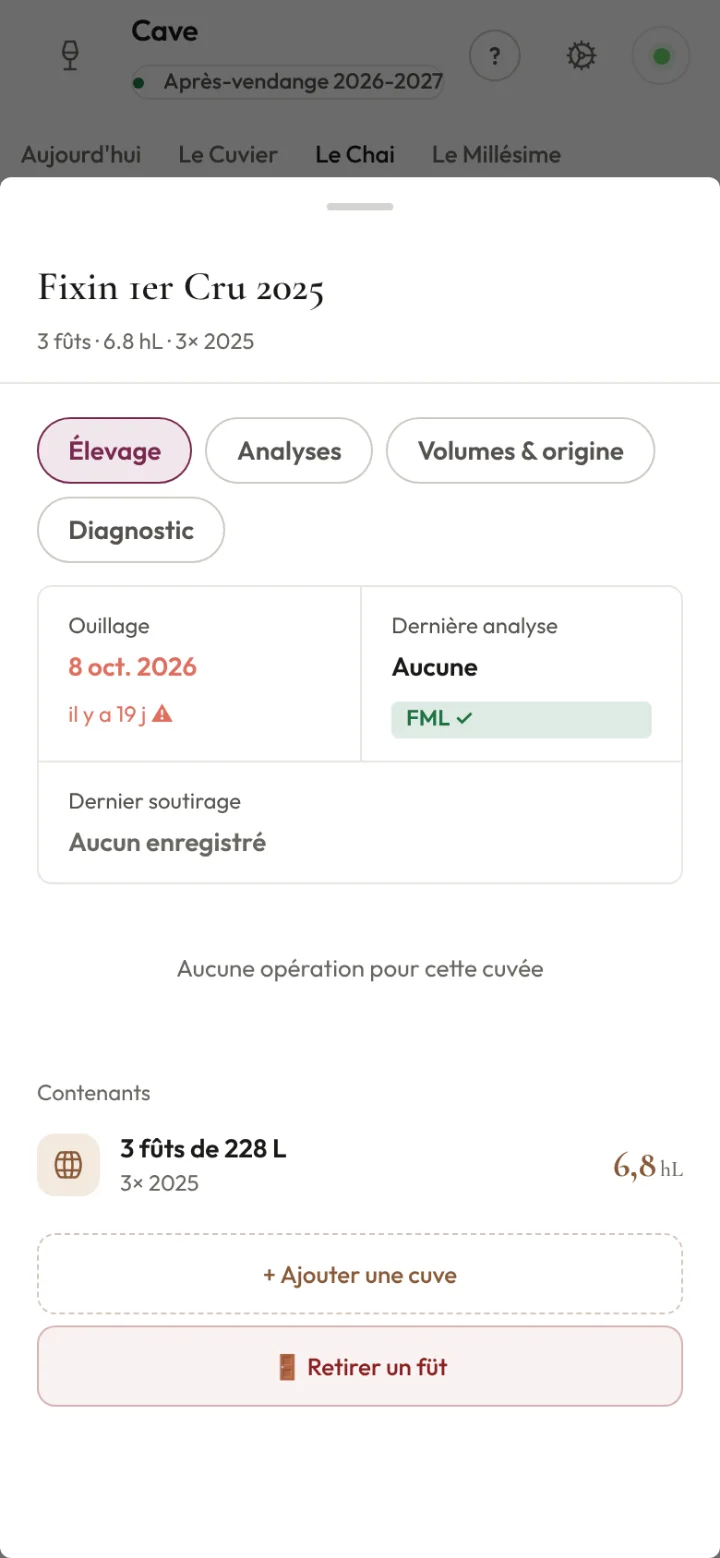 Cave
?
Après-vendange 2026-2027
Aujourd'hui Le Cuvier Le Chai Le Millésime
Fixin 1er Cru 2025
3 fûts · 6.8 hL · 3× 2025
Élevage Analyses Volumes & origine
Diagnostic
Ouillage
8 oct. 2026
il y a 19 j ⚠
Dernière analyse
Aucune
FML ✓
Dernier soutirage
Aucun enregistré
Aucune opération pour cette cuvée
Contenants
3 fûts de 228 L
3× 2025
6,8 hL
+ Ajouter une cuve
🚪 Retirer un fût